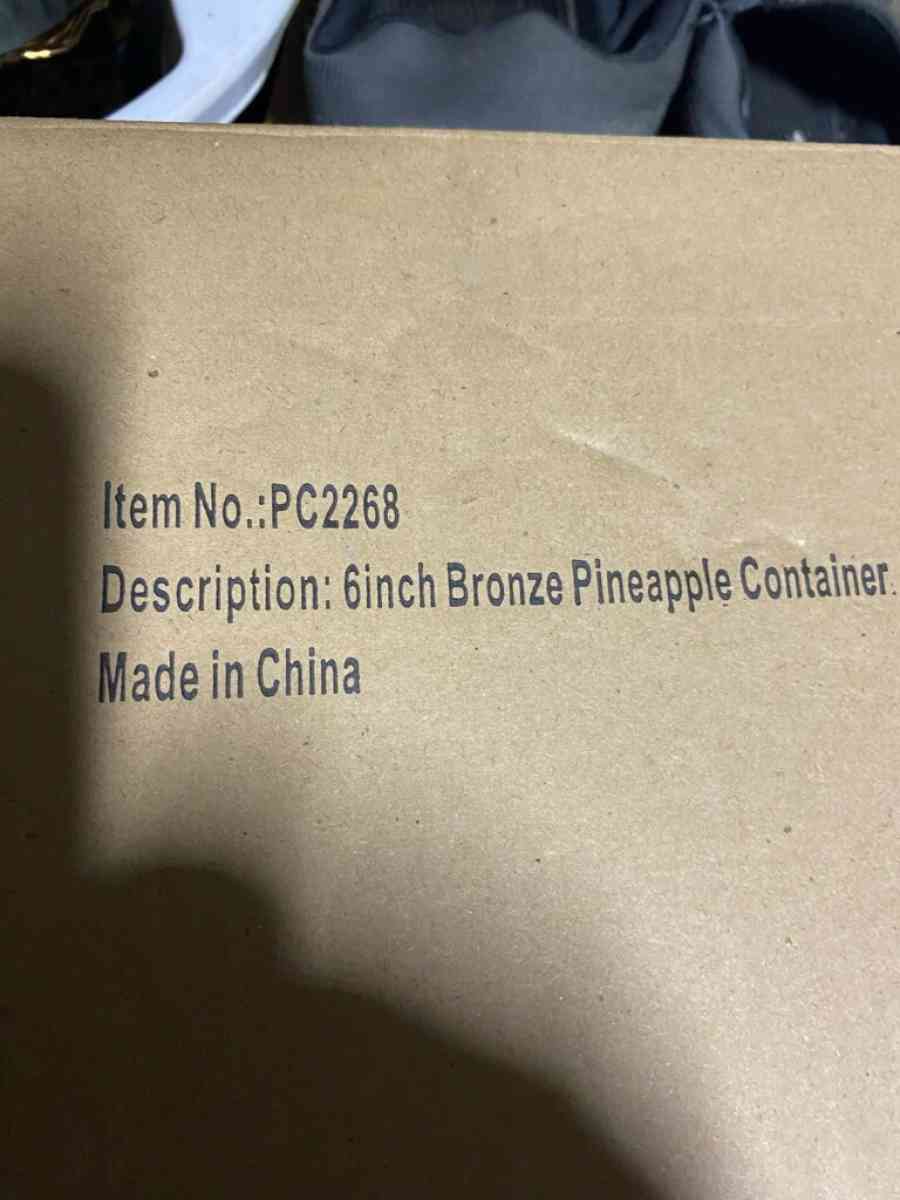 Item No.:PC2268
Description: 6inch Bronze Pineapple Container.
Made in China